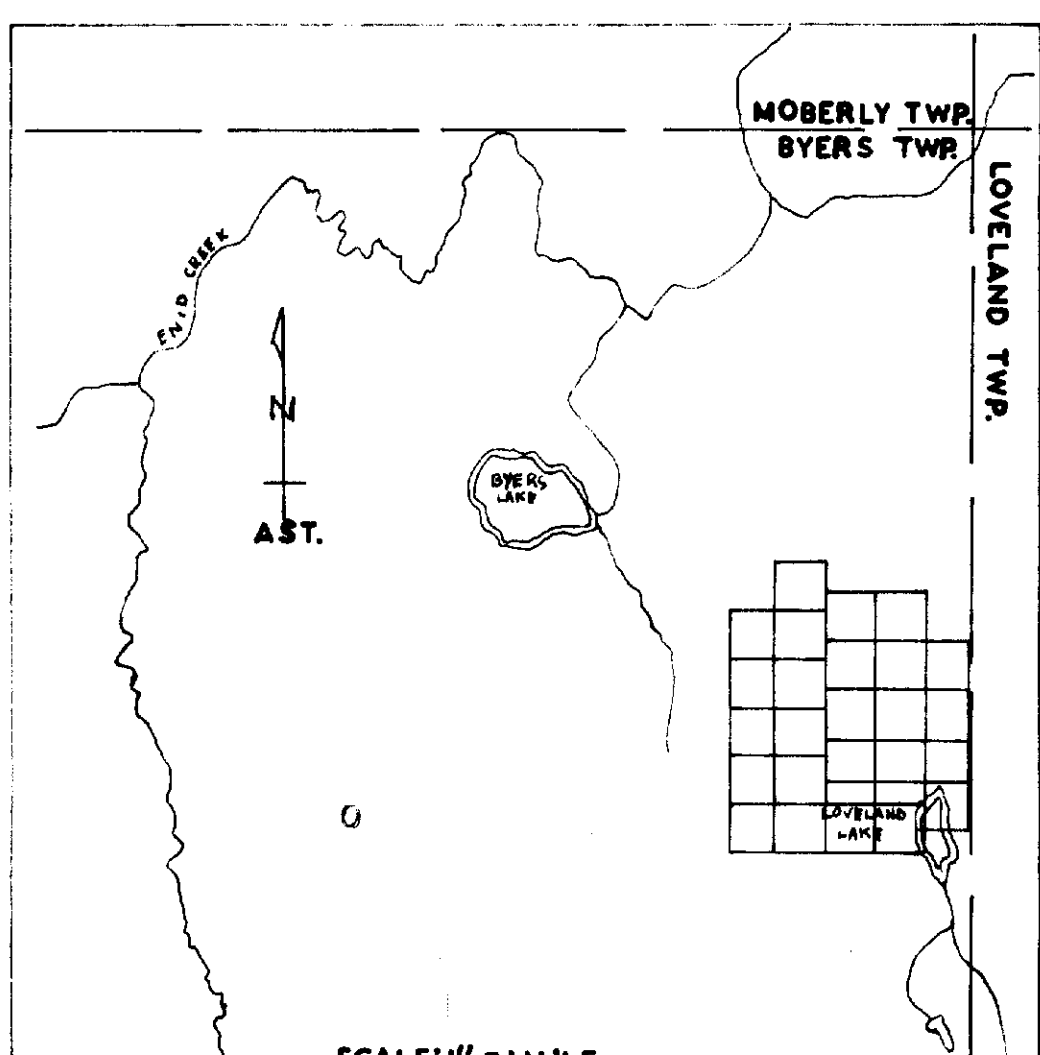 MOBERLY TWP.
BYERS TWP.
LOVELAND TWP.
ENID CREEK
N
AST.
BYERS
LAKE
LOVELAND
LAKE